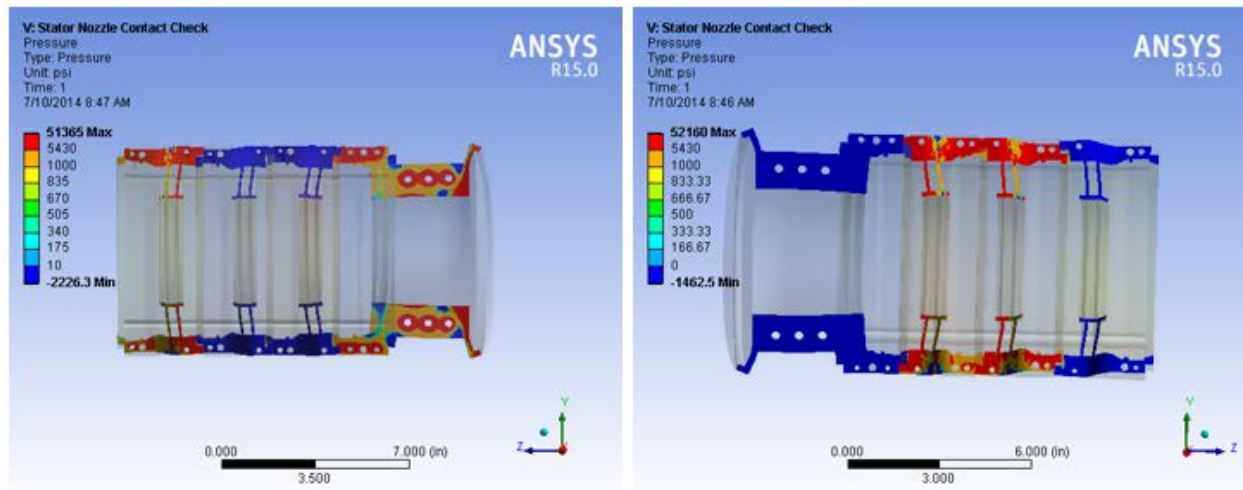 V: Stator Nozzle Contact Check
Pressure
Type: Pressure
Unit: psi
Time: 1
7/10/2014 8:47 AM
ANSYS
R15.0
51365 Max
5430
1000
835
670
505
340
175
10
-2226.3 Min
Y
Z
0.000 7.000 (in)
3.500
V: Stator Nozzle Contact Check
Pressure
Type: Pressure
Unit: psi
Time: 1
7/10/2014 8:46 AM
ANSYS
R15.0
52160 Max
5430
1000
833.33
666.67
500
333.33
166.67
0
-1462.5 Min
Y
Z
0.000 6.000 (in)
3.000